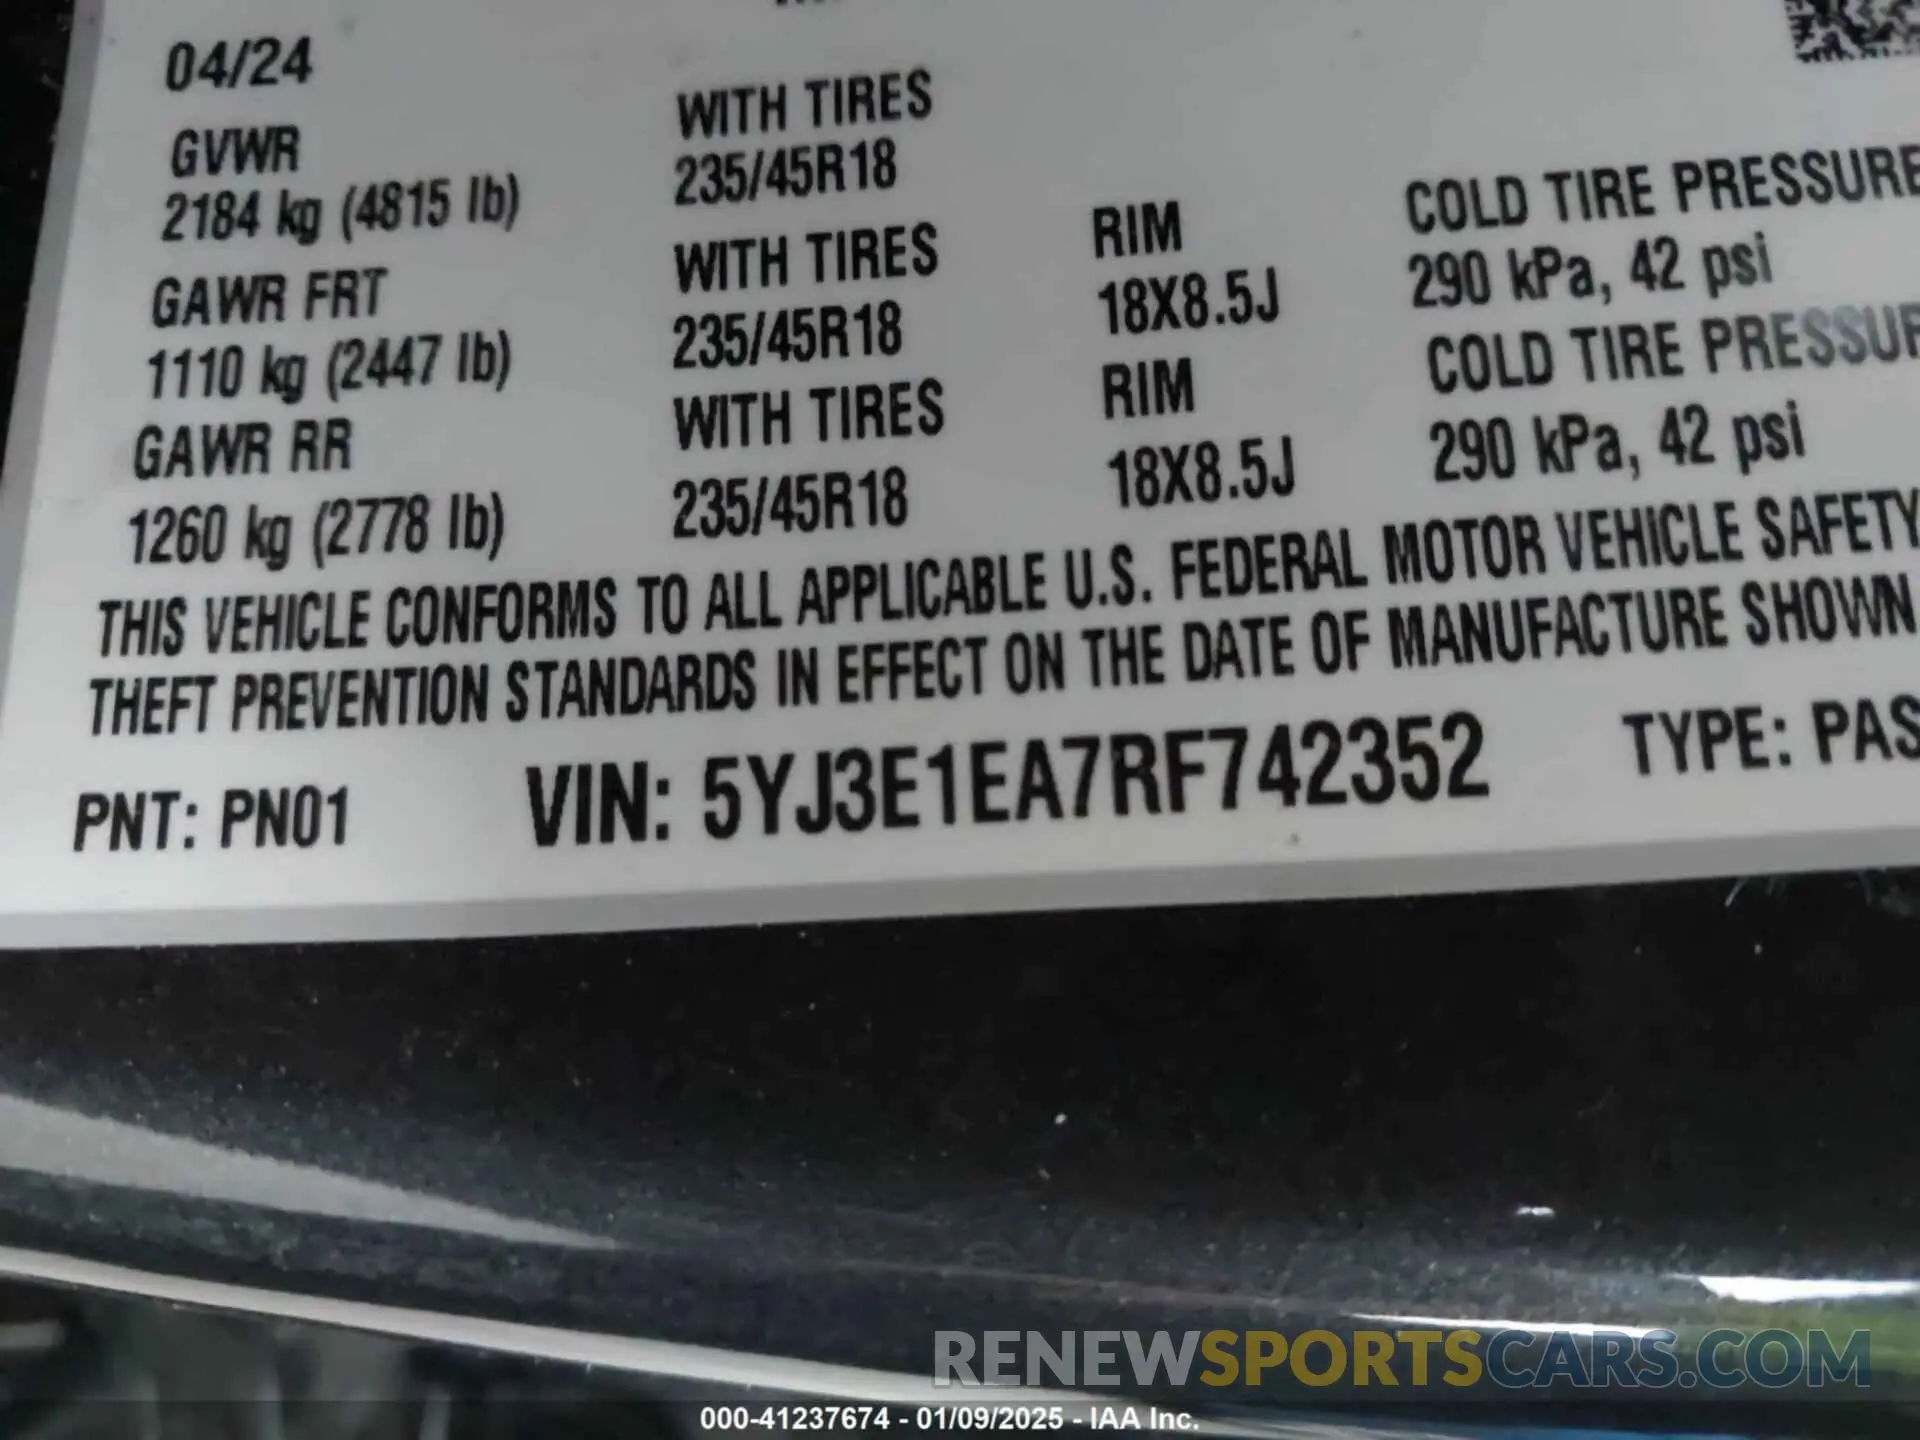 04/24
GVWR
2184 kg (4815 lb)
WITH TIRES
235/45R18
GAWR FRT
1110 kg (2447 lb)
WITH TIRES
235/45R18
RIM
18X8.5J
COLD TIRE PRESSURE
290 kPa, 42 psi
GAWR RR
1260 kg (2778 lb)
WITH TIRES
235/45R18
RIM
18X8.5J
COLD TIRE PRESSUR
290 kPa, 42 psi
THIS VEHICLE CONFORMS TO ALL APPLICABLE U.S. FEDERAL MOTOR VEHICLE SAFETY
THEFT PREVENTION STANDARDS IN EFFECT ON THE DATE OF MANUFACTURE SHOWN
PNT: PN01
VIN: 5YJ3E1EA7RF742352
TYPE: PAS
RENEWSPORTSCARS.COM
000-41237674 - 01/09/2025 - IAA Inc.